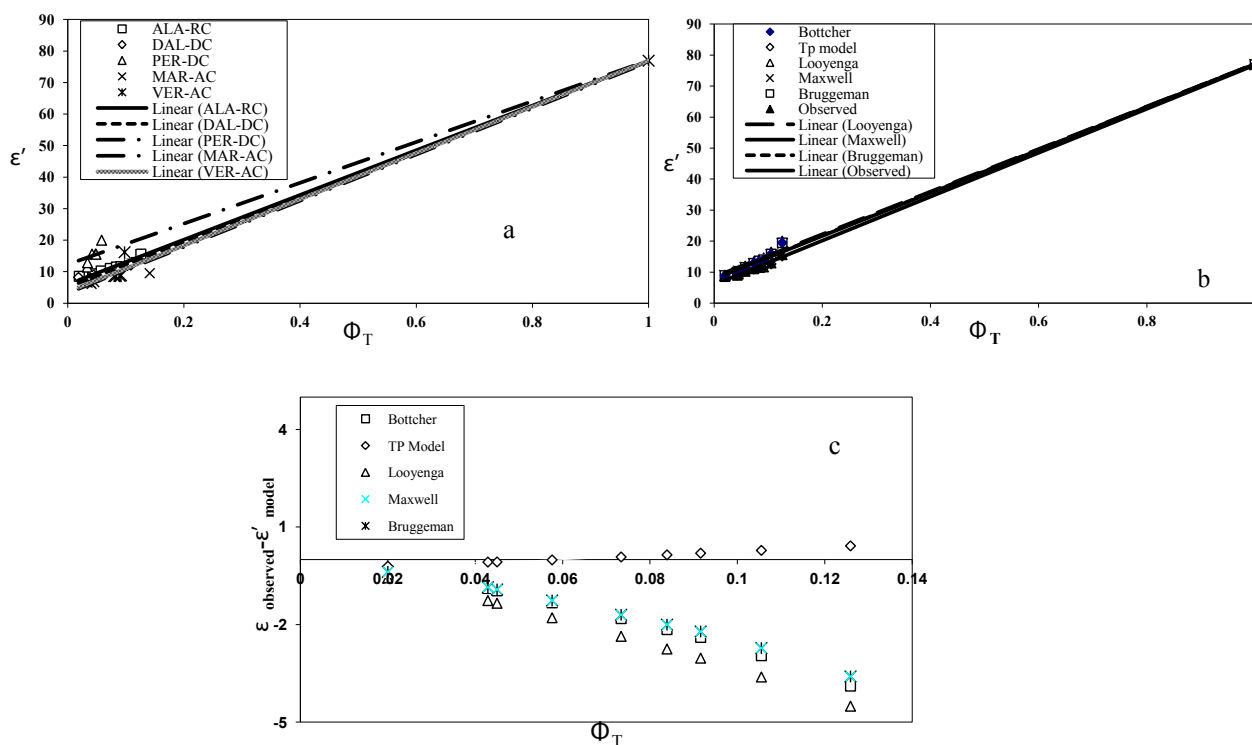 90
80
70
60
50
40
30
20
10
0
ε′
ALA-RC
DAL-DC
PER-DC
MAR-AC
VER-AC
Linear (ALA-RC)
Linear (DAL-DC)
Linear (PER-DC)
Linear (MAR-AC)
Linear (VER-AC)
a
0 0.2 0.4 0.6 0.8 1
Φ_T
90
80
70
60
50
40
30
20
10
0
ε′
Bottcher
Tp model
Looyenga
Maxwell
Bruggeman
Observed
Linear (Looyenga)
Linear (Maxwell)
Linear (Bruggeman)
Linear (Observed)
b
0 0.2 0.4 0.6 0.8
Φ_T
4
1
-2
-5
ε observed-ε′ model
Bottcher
TP Model
Looyenga
Maxwell
Bruggeman
c
0.00 0.02 0.04 0.06 0.08 0.1 0.12 0.14
Φ_T